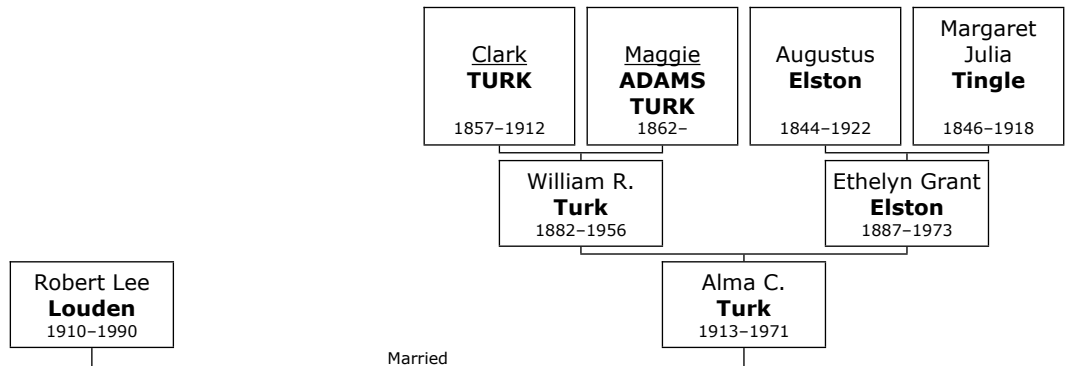 Clark
TURK
1857–1912
Maggie
ADAMS
TURK
1862–
Augustus
Elston
1844–1922
Margaret
Julia
Tingle
1846–1918
William R.
Turk
1882–1956
Ethelyn Grant
Elston
1887–1973
Robert Lee
Louden
1910–1990
Alma C.
Turk
1913–1971
Married